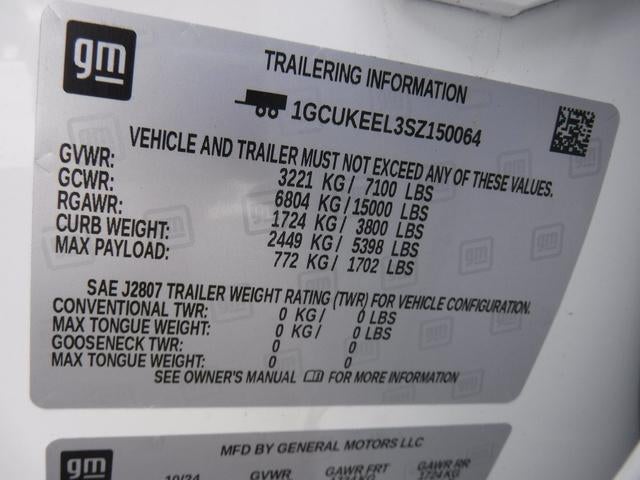 gm
TRAILERING INFORMATION
1GCUKEEL3SZ150064
VEHICLE AND TRAILER MUST NOT EXCEED ANY OF THESE VALUES.
GVWR: 3221 KG / 7100 LBS
GCWR: 6804 KG / 15000 LBS
RGAWR: 1724 KG / 3800 LBS
CURB WEIGHT: 2449 KG / 5398 LBS
MAX PAYLOAD: 772 KG / 1702 LBS
SAE J2807 TRAILER WEIGHT RATING (TWR) FOR VEHICLE CONFIGURATION.
CONVENTIONAL TWR: 0 KG / 0 LBS
MAX TONGUE WEIGHT: 0 KG / 0 LBS
GOOSENECK TWR: 0 0
MAX TONGUE WEIGHT: 0 0
SEE OWNER'S MANUAL FOR MORE INFORMATION
gm
MFD BY GENERAL MOTORS LLC
10/24 GVWR GAWR FRT GAWR RR
1724KG 1724KG